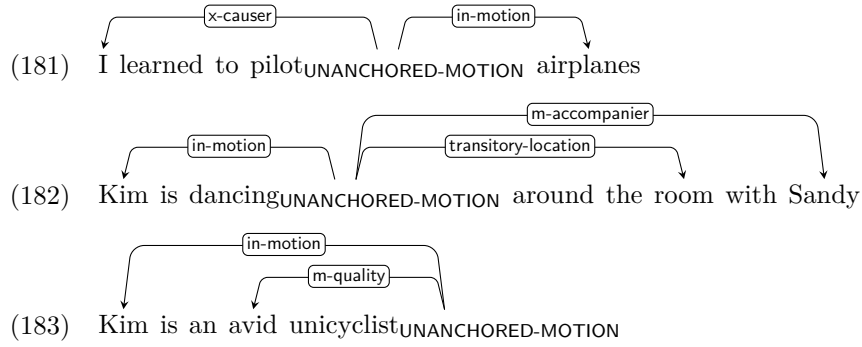 x-causer in-motion
(181) I learned to pilotUNANCHORED-MOTION airplanes
m-accompanier
in-motion transitory-location
(182) Kim is dancingUNANCHORED-MOTION around the room with Sandy
in-motion
m-quality
(183) Kim is an avid unicyclistUNANCHORED-MOTION